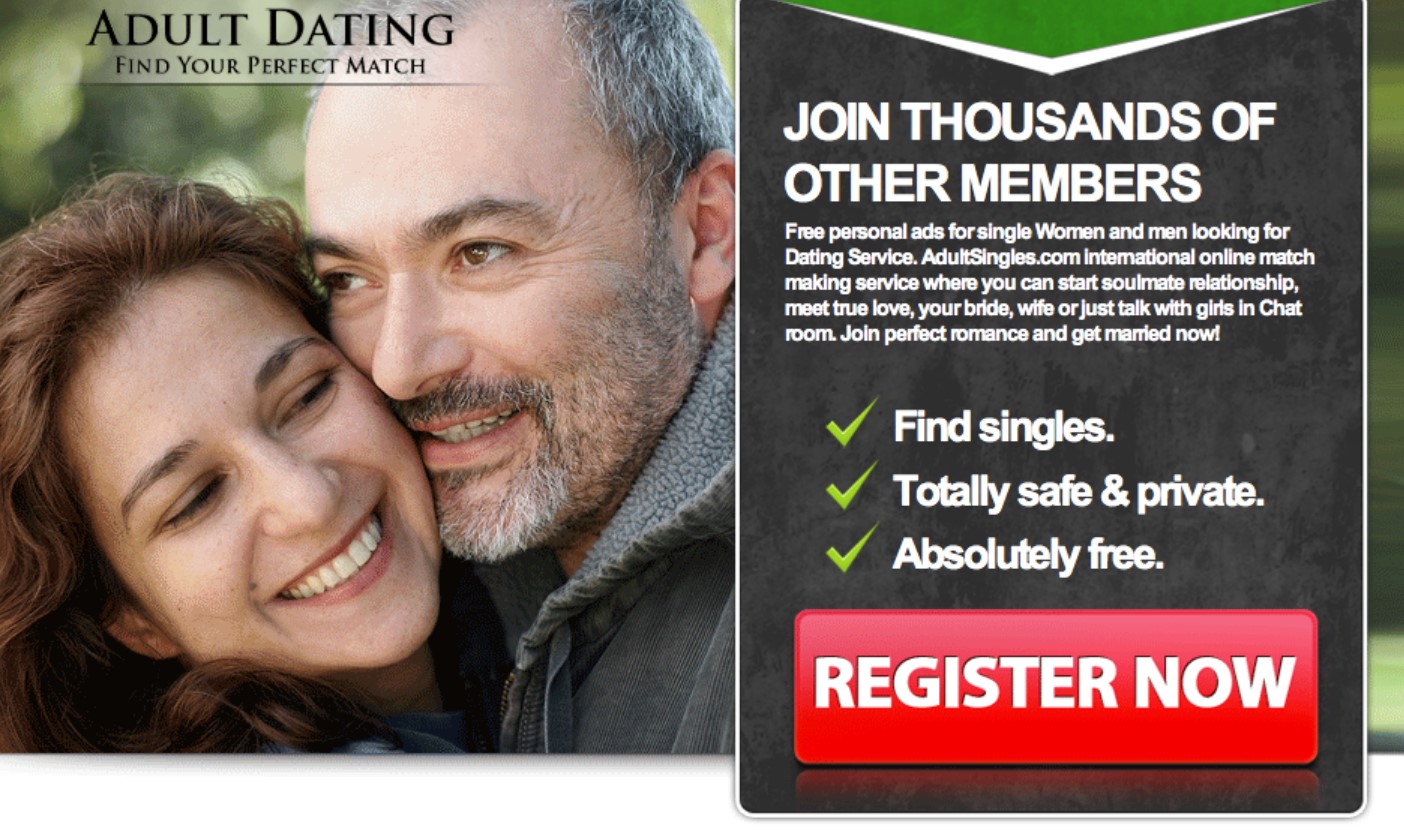 ADULT DATING
FIND YOUR PERFECT MATCH
JOIN THOUSANDS OF
OTHER MEMBERS
Free personal ads for single Women and men looking for
Dating Service. AdultSingles.com international online match
making service where you can start soulmate relationship,
meet true love, your bride, wife or just talk with girls in Chat
room. Join perfect romance and get married now!
Find singles.
Totally safe & private.
Absolutely free.
REGISTER NOW